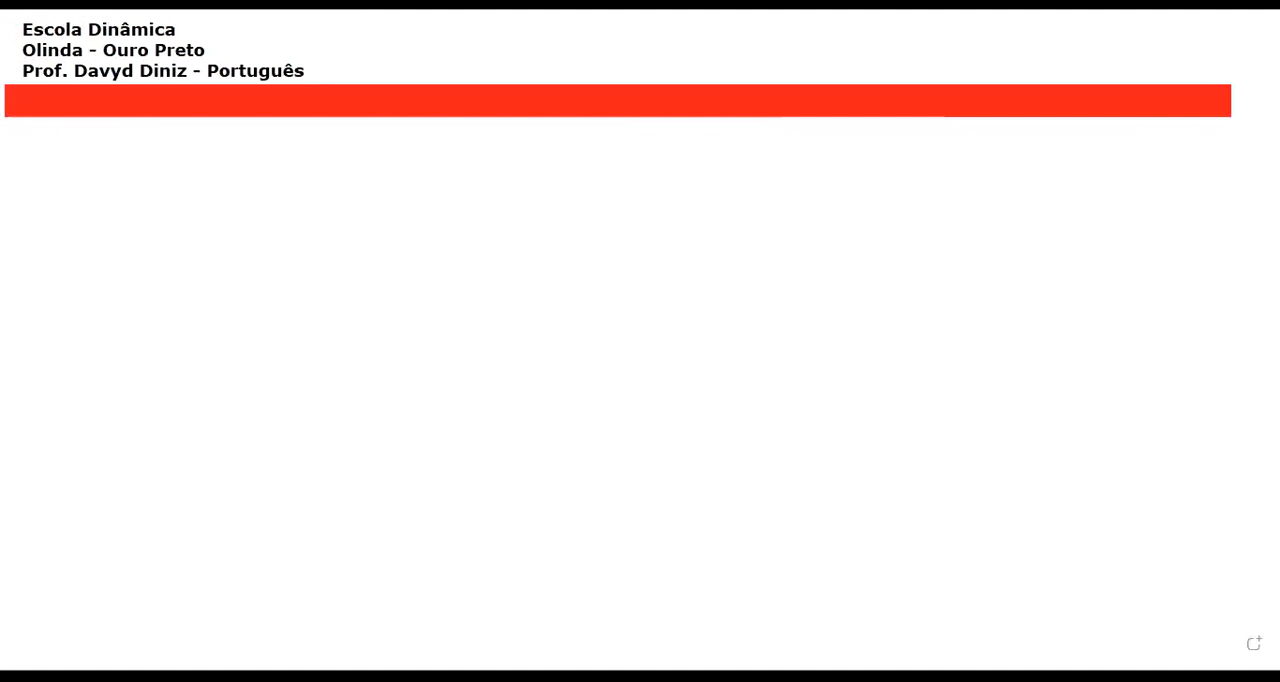 Escola Dinâmica
Olinda - Ouro Preto
Prof. Davyd Diniz - Português